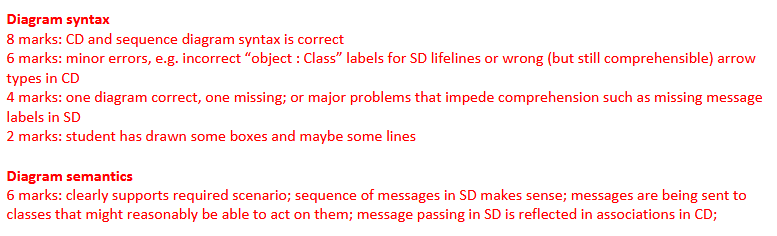 Diagram syntax
8 marks: CD and sequence diagram syntax is correct
6 marks: minor errors, e.g. incorrect “object : Class” labels for SD lifelines or wrong (but still comprehensible) arrow
types in CD
4 marks: one diagram correct, one missing; or major problems that impede comprehension such as missing message
labels in SD
2 marks: student has drawn some boxes and maybe some lines
Diagram semantics
6 marks: clearly supports required scenario; sequence of messages in SD makes sense; messages are being sent to
classes that might reasonably be able to act on them; message passing in SD is reflected in associations in CD;